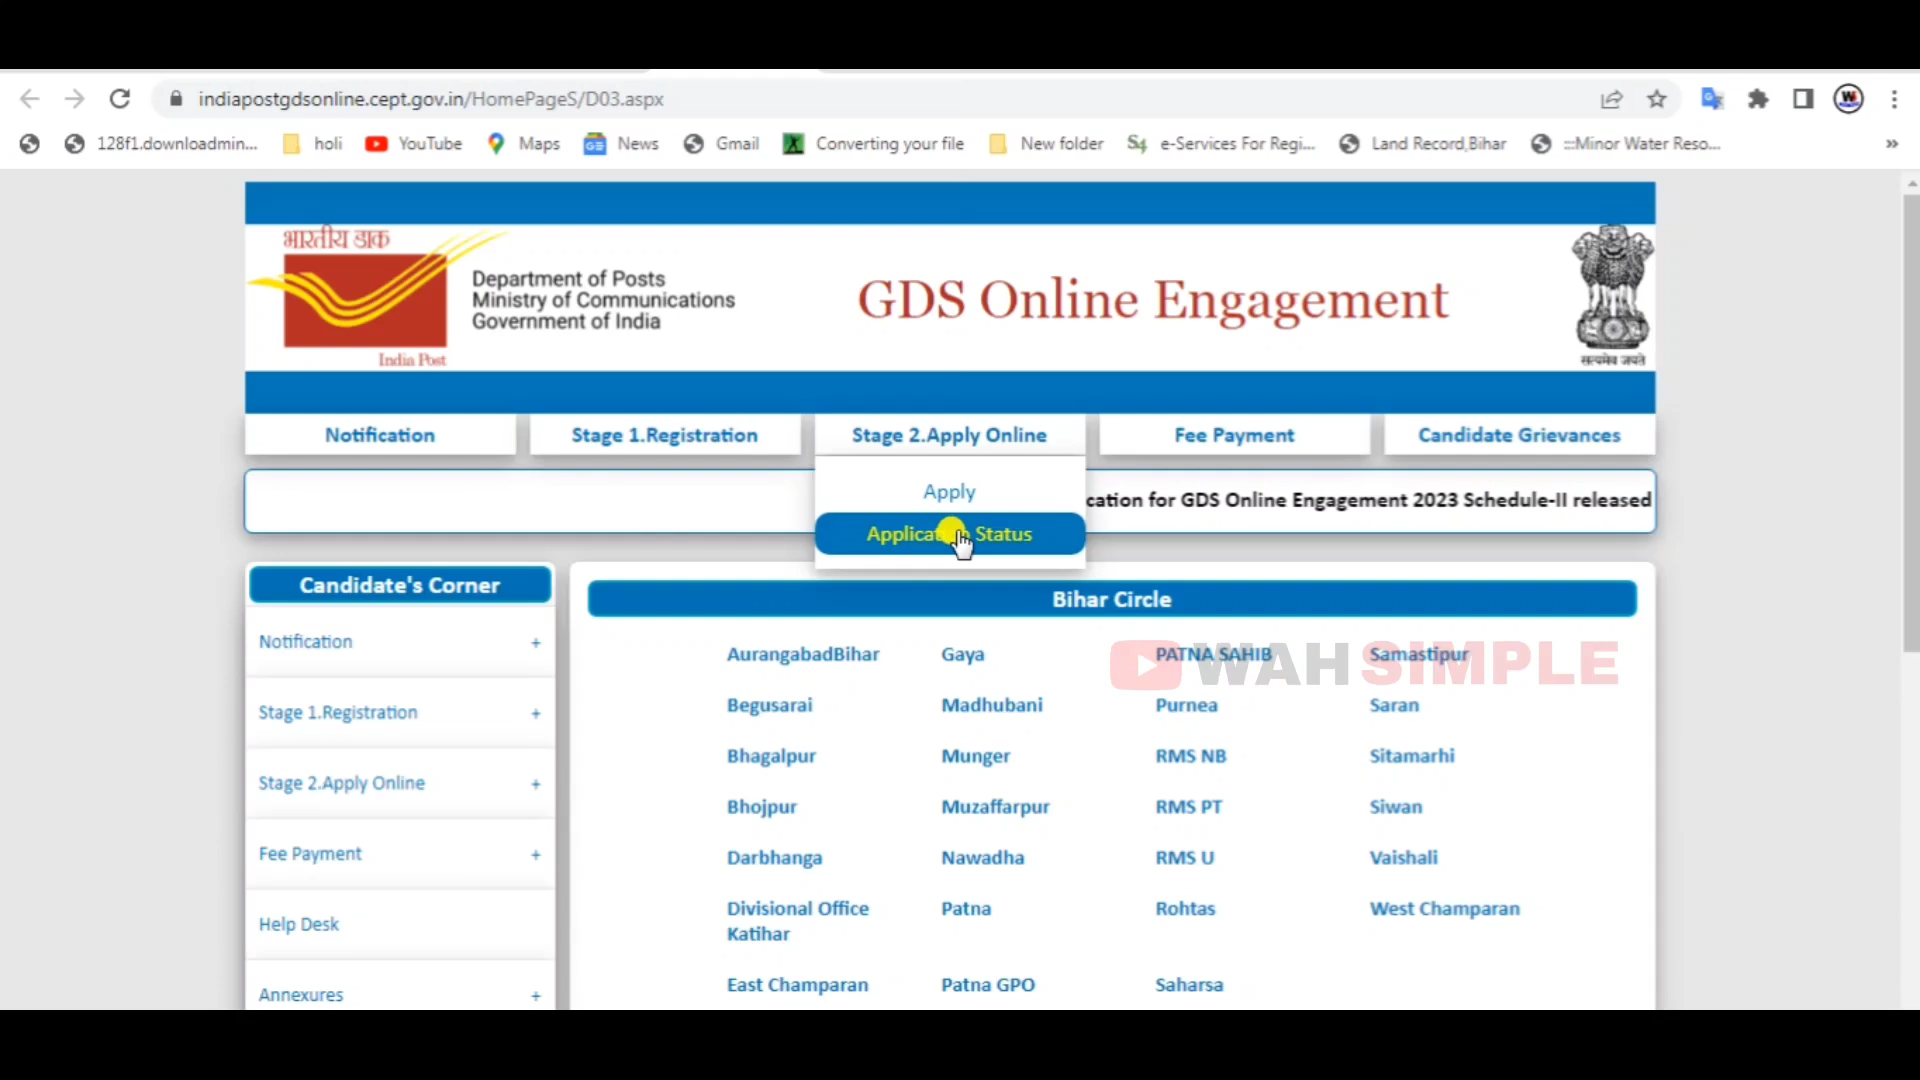 indiapostgdsonline.cept.gov.in/HomePageS/D03.aspx
128f1.downloadmin... holi YouTube Maps News Gmail Converting your file New folder e-Services For Regi... Land Record,Bihar :::Minor Water Reso... »
भारतीय डाक
India Post
Department of Posts
Ministry of Communications
Government of India
GDS Online Engagement
सत्यमेव जयते
Notification Stage 1.Registration Stage 2.Apply Online Fee Payment Candidate Grievances
Apply
cation for GDS Online Engagement 2023 Schedule-II released
Status
Candidate's Corner
Notification +
Stage 1.Registration +
Stage 2.Apply Online +
Fee Payment +
Help Desk
Annexures +
Bihar Circle
AurangabadBihar Gaya PATNA SAHIB Samastipur
WAHSIMPLE
Begusarai Madhubani Purnea Saran
Bhagalpur Munger RMS NB Sitamarhi
Bhojpur Muzaffarpur RMS PT Siwan
Darbhanga Nawadha RMS U Vaishali
Divisional Office Katihar Patna Rohtas West Champaran
East Champaran Patna GPO Saharsa